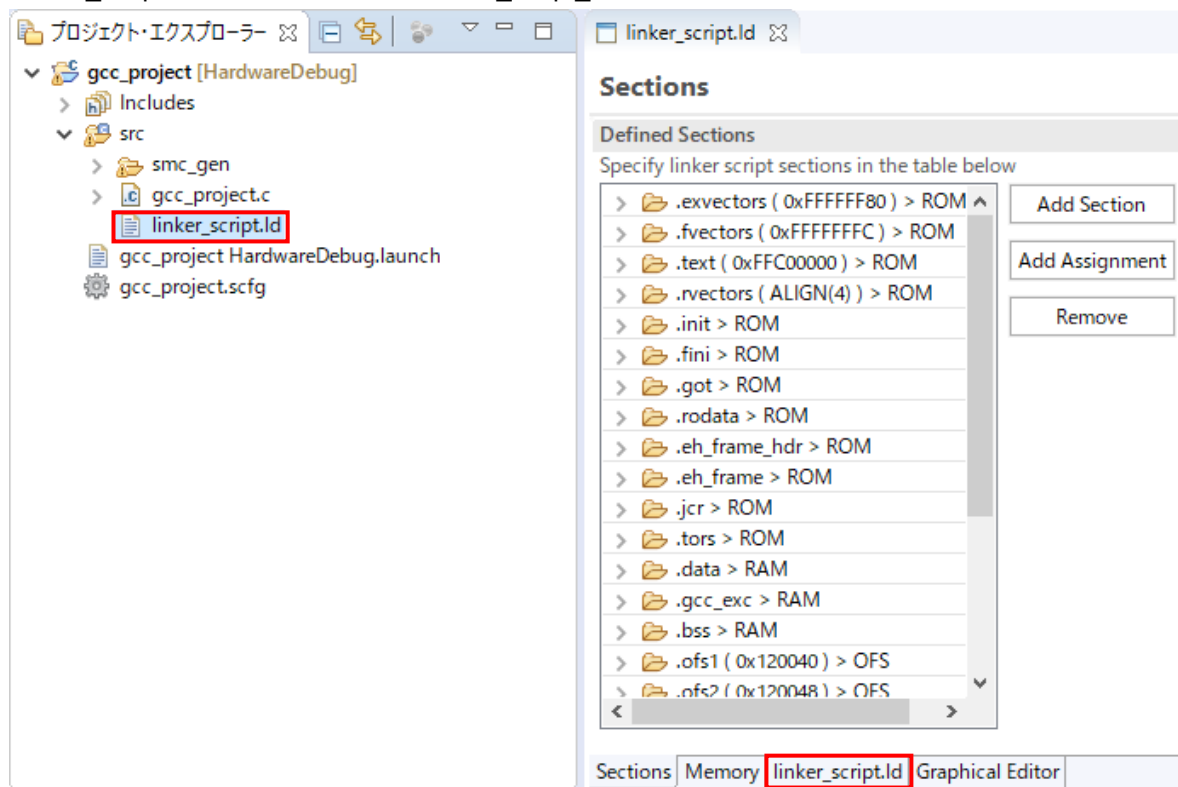 プロジェクト・エクスプローラー
gcc_project [HardwareDebug]
Includes
src
smc_gen
gcc_project.c
linker_script.ld
gcc_project HardwareDebug.launch
gcc_project.scfg
linker_script.ld
Sections
Defined Sections
Specify linker script sections in the table below
.exvectors ( 0xFFFFFF80 ) > ROM
.fvectors ( 0xFFFFFFFC ) > ROM
.text ( 0xFFC00000 ) > ROM
.rvectors ( ALIGN(4) ) > ROM
.init > ROM
.fini > ROM
.got > ROM
.rodata > ROM
.eh_frame_hdr > ROM
.eh_frame > ROM
.jcr > ROM
.tors > ROM
.data > RAM
.gcc_exc > RAM
.bss > RAM
.ofs1 ( 0x120040 ) > OFS
.ofs2 ( 0x120048 ) > OFS
Add Section
Add Assignment
Remove
Sections Memory linker_script.ld Graphical Editor